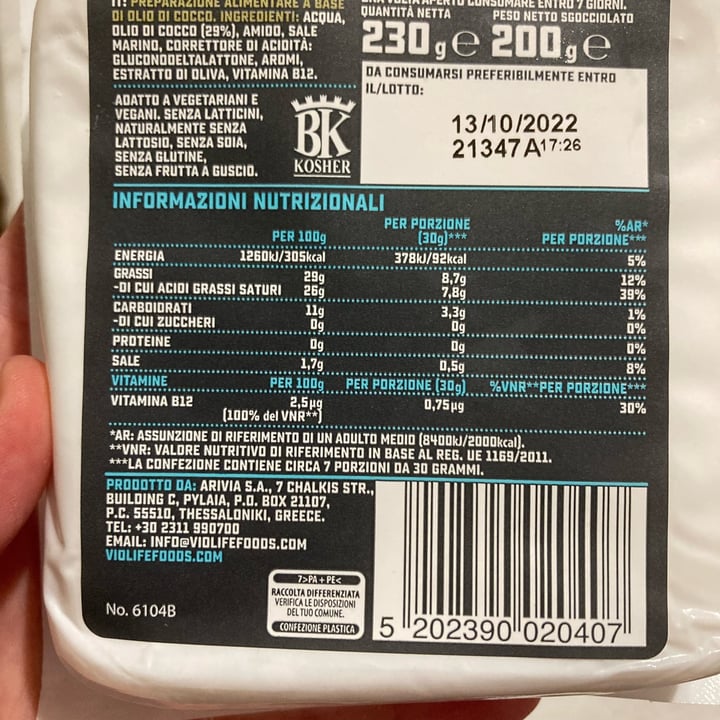 IT: PREPARAZIONE ALIMENTARE A BASE
DI OLIO DI COCCO. INGREDIENTI: ACQUA,
OLIO DI COCCO (29%), AMIDO, SALE
MARINO, CORRETTORE DI ACIDITÀ:
GLUCONODELTALATTONE, AROMI,
ESTRATTO DI OLIVA, VITAMINA B12.
ADATTO A VEGETARIANI E
VEGANI. SENZA LATTICINI,
NATURALMENTE SENZA
LATTOSIO, SENZA SOIA,
SENZA GLUTINE,
SENZA FRUTTA A GUSCIO.
BK
KOSHER
UNA VOLTA APERTO CONSUMARE ENTRO 7 GIORNI.
QUANTITÀ NETTA PESO NETTO SGOCCIOLATO
230 g e 200 g e
DA CONSUMARSI PREFERIBILMENTE ENTRO
IL/LOTTO:
13/10/2022
21347A17:26
INFORMAZIONI NUTRIZIONALI
PER 100g PER PORZIONE (30g)*** %AR* PER PORZIONE***
ENERGIA 1260kJ/305kcal 378kJ/92kcal 5%
GRASSI 29g 8,7g 12%
-DI CUI ACIDI GRASSI SATURI 26g 7,8g 39%
CARBOIDRATI 11g 3,3g 1%
-DI CUI ZUCCHERI 0g 0g 0%
PROTEINE 0g 0g 0%
SALE 1,7g 0,5g 8%
VITAMINE PER 100g PER PORZIONE (30g) %VNR**PER PORZIONE***
VITAMINA B12 2,5µg 0,75µg 30%
(100% del VNR**)
*AR: ASSUNZIONE DI RIFERIMENTO DI UN ADULTO MEDIO (8400kJ/2000kcal).
**VNR: VALORE NUTRITIVO DI RIFERIMENTO IN BASE AL REG. UE 1169/2011.
***LA CONFEZIONE CONTIENE CIRCA 7 PORZIONI DA 30 GRAMMI.
PRODOTTO DA: ARIVIA S.A., 7 CHALKIS STR.,
BUILDING C, PYLAIA, P.O. BOX 21107,
P.C. 55510, THESSALONIKI, GREECE.
TEL: +30 2311 990700
EMAIL: INFO@VIOLIFEFOODS.COM
VIOLIFEFOODS.COM
No. 6104B
7>PA + PE<
RACCOLTA DIFFERENZIATA
VERIFICA LE DISPOSIZIONI
DEL TUO COMUNE.
CONFEZIONE PLASTICA
5 202390 020407